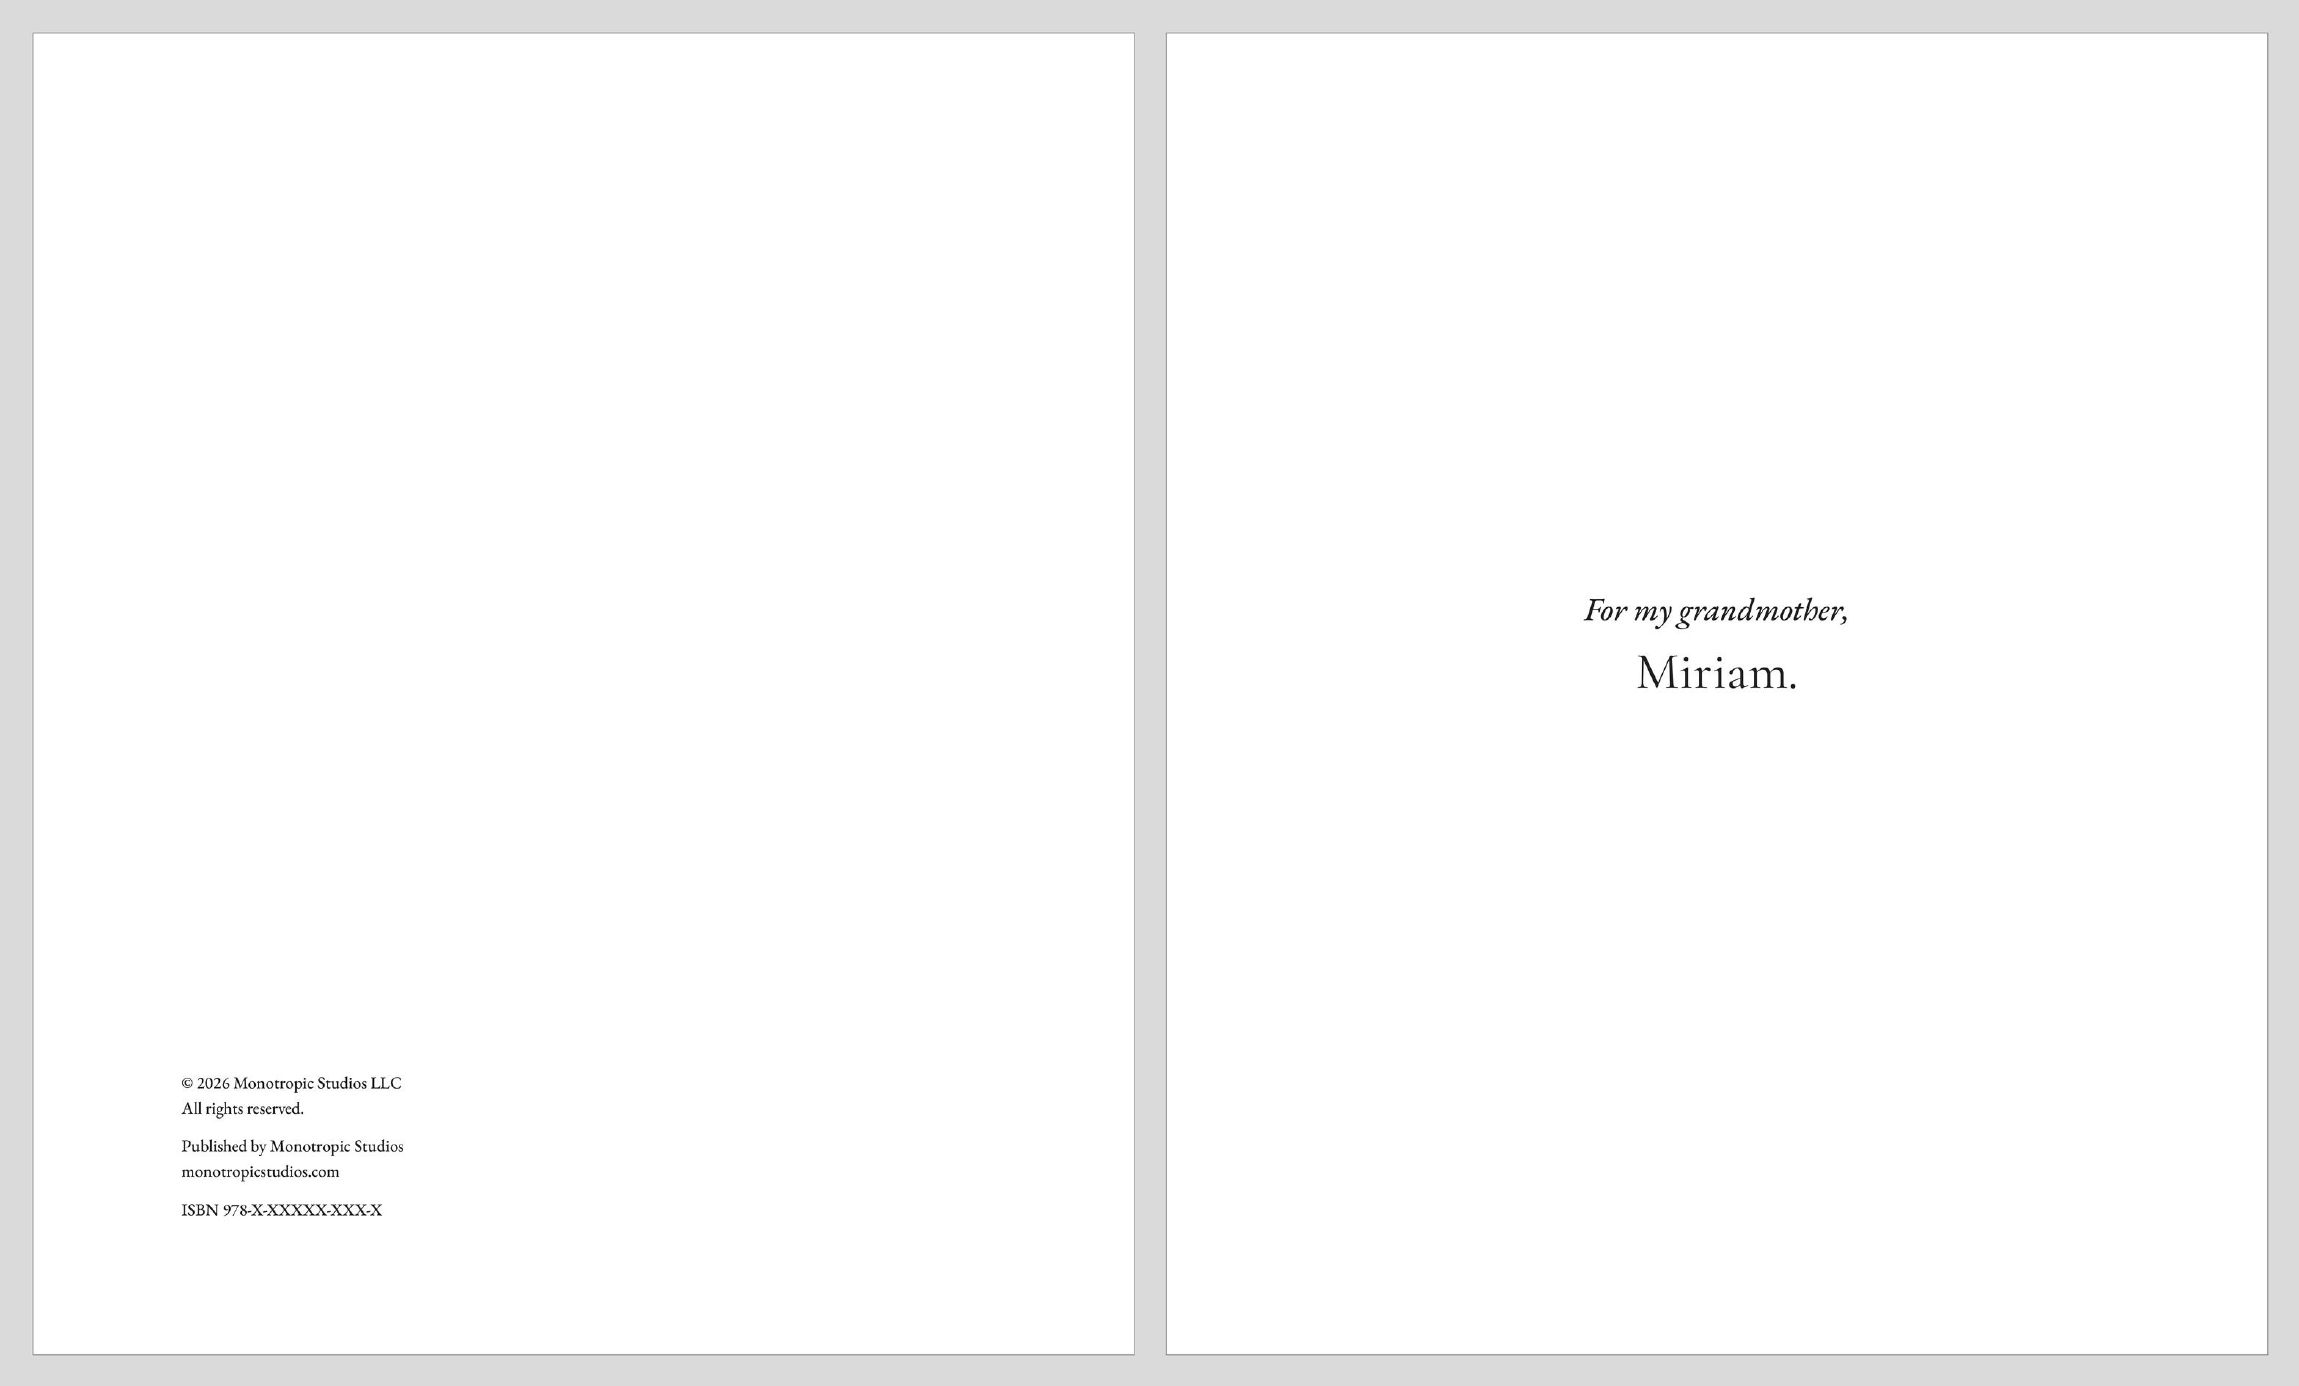 © 2026 Monotropic Studios LLC
All rights reserved.
Published by Monotropic Studios
monotropicstudios.com
ISBN 978-X-XXXXX-XXX-X
For my grandmother,
Miriam.